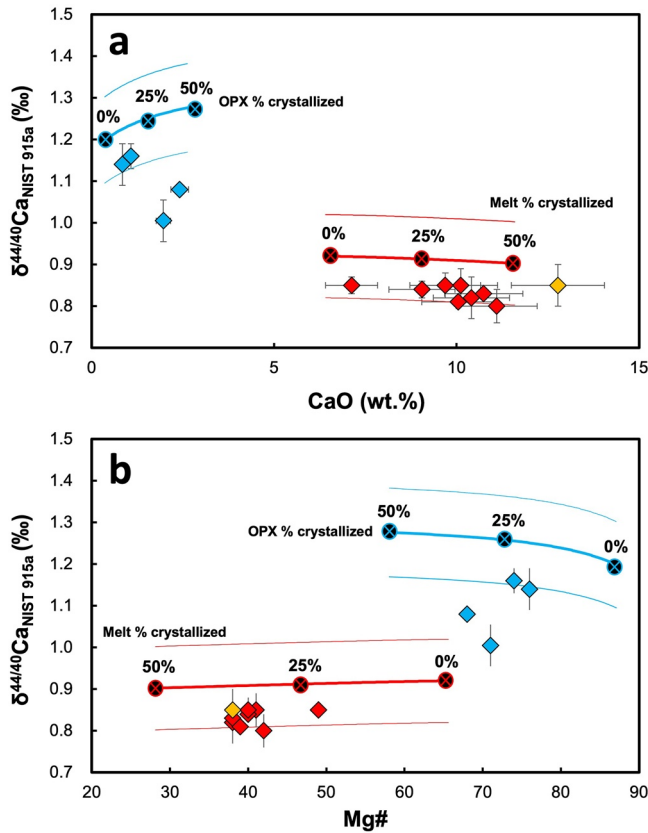 a
1.5
1.4
1.3
1.2
1.1
1.0
0.9
0.8
0.7
δ44/40CaNIST 915a (‰)
0% 25% 50% OPX % crystallized
Melt % crystallized
0% 25% 50%
0 5 10 15
CaO (wt.%)
b
1.5
1.4
1.3
1.2
1.1
1.0
0.9
0.8
0.7
δ44/40CaNIST 915a (‰)
50% 25% 0%
OPX % crystallized
Melt % crystallized
50% 25% 0%
20 30 40 50 60 70 80 90
Mg#